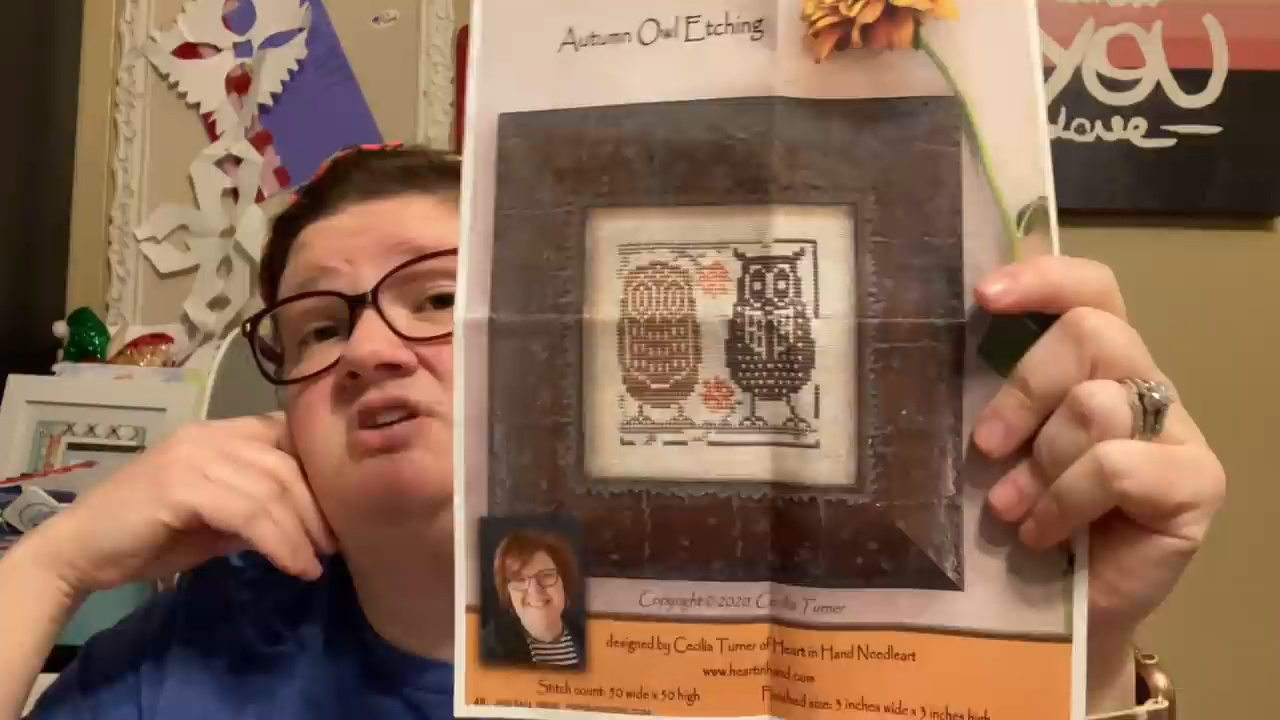 Autumn Owl Etching
YOU
Love
Copyright © 2020, Cecilia Turner
designed by Cecilia Turner of Heart in Hand Needleart
www.heartinhand.com
Stitch count: 50 wide x 50 high
Finished size: 3 inches wide x 3 inches high